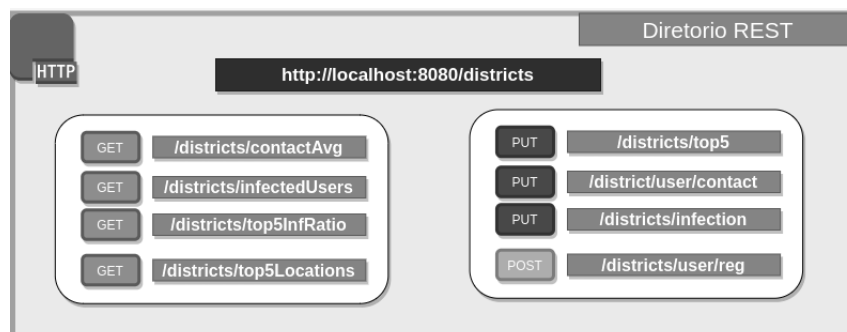 Diretorio REST
HTTP
http://localhost:8080/districts
GET /districts/contactAvg
GET /districts/infectedUsers
GET /districts/top5InfRatio
GET /districts/top5Locations
PUT /districts/top5
PUT /district/user/contact
PUT /districts/infection
POST /districts/user/reg